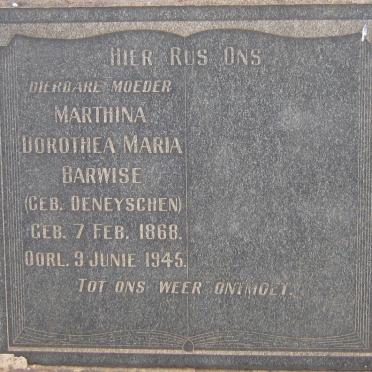 HIER RUS ONS
DIERBARE MOEDER
MARTHINA
DOROTHEA MARIA
BARWISE
(GEB. DENEYSCHEN)
GEB. 7 FEB. 1868.
OORL. 9 JUNIE 1945.
TOT ONS WEER ONTMOET.